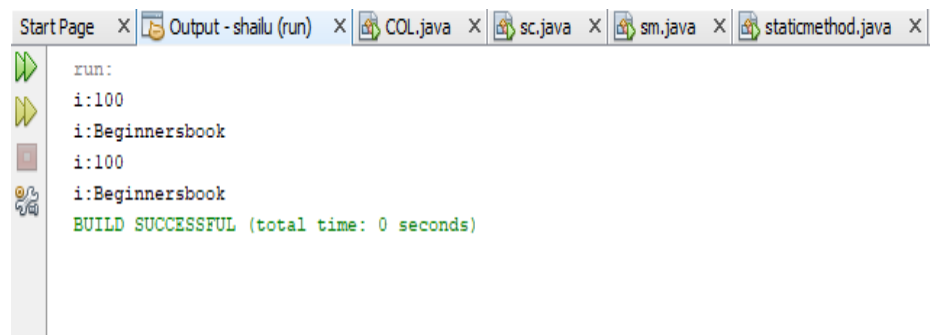 Start Page X Output - shailu (run) X COL.java X sc.java X sm.java X staticmethod.java X
run:
i:100
i:Beginnersbook
i:100
i:Beginnersbook
BUILD SUCCESSFUL (total time: 0 seconds)